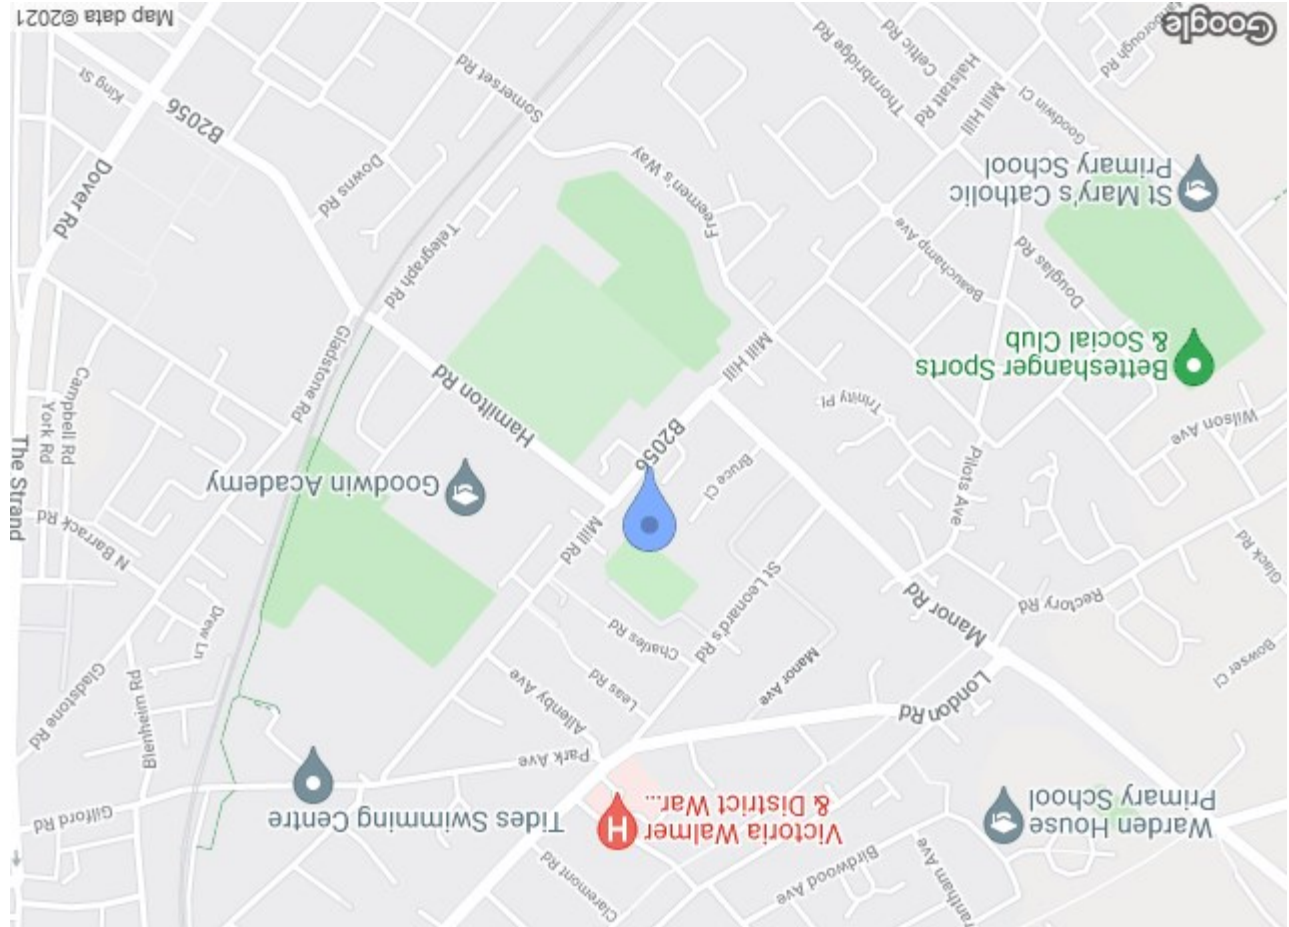 Claremont Rd
Birdwood Ave
rantham Ave
Warden House
Primary School
Victoria Walmer
& District War...
Tides Swimming Centre
Gilford Rd
Park Ave
London Rd
Manor Ave
Allenby Ave
Leas Rd
Blenheim Rd
Gladstone Rd
Bowser Cl
Manor Rd
Charles Rd
St Leonard's Rd
Drew Ln
Rectory Rd
Glack Rd
Mill Rd
N Barrack Rd
Pilots Ave
Bruce Cl
Goodwin Academy
The Strand
B2056
Wilson Ave
Hamilton Rd
Trinity Pl
York Rd
Campbell Rd
Betteshanger Sports
& Social Club
Mill Hill
Gladstone Rd
Douglas Rd
Beauchamp Ave
Telegraph Rd
St Mary's Catholic
Primary School
Freemen's Way
Dover Rd
Downs Rd
B2056
Goodwin Cl
Mill Hill
Halstatt Rd
Celtic Rd
Thornbridge Rd
Somerset Rd
King St
Google
Map data ©2021